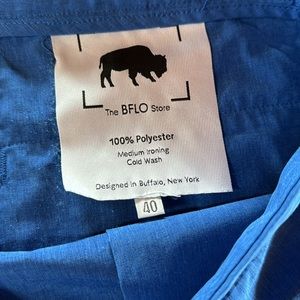 The BFLO Store
100% Polyester
Medium Ironing
Cold Wash
Designed in Buffalo, New York
40